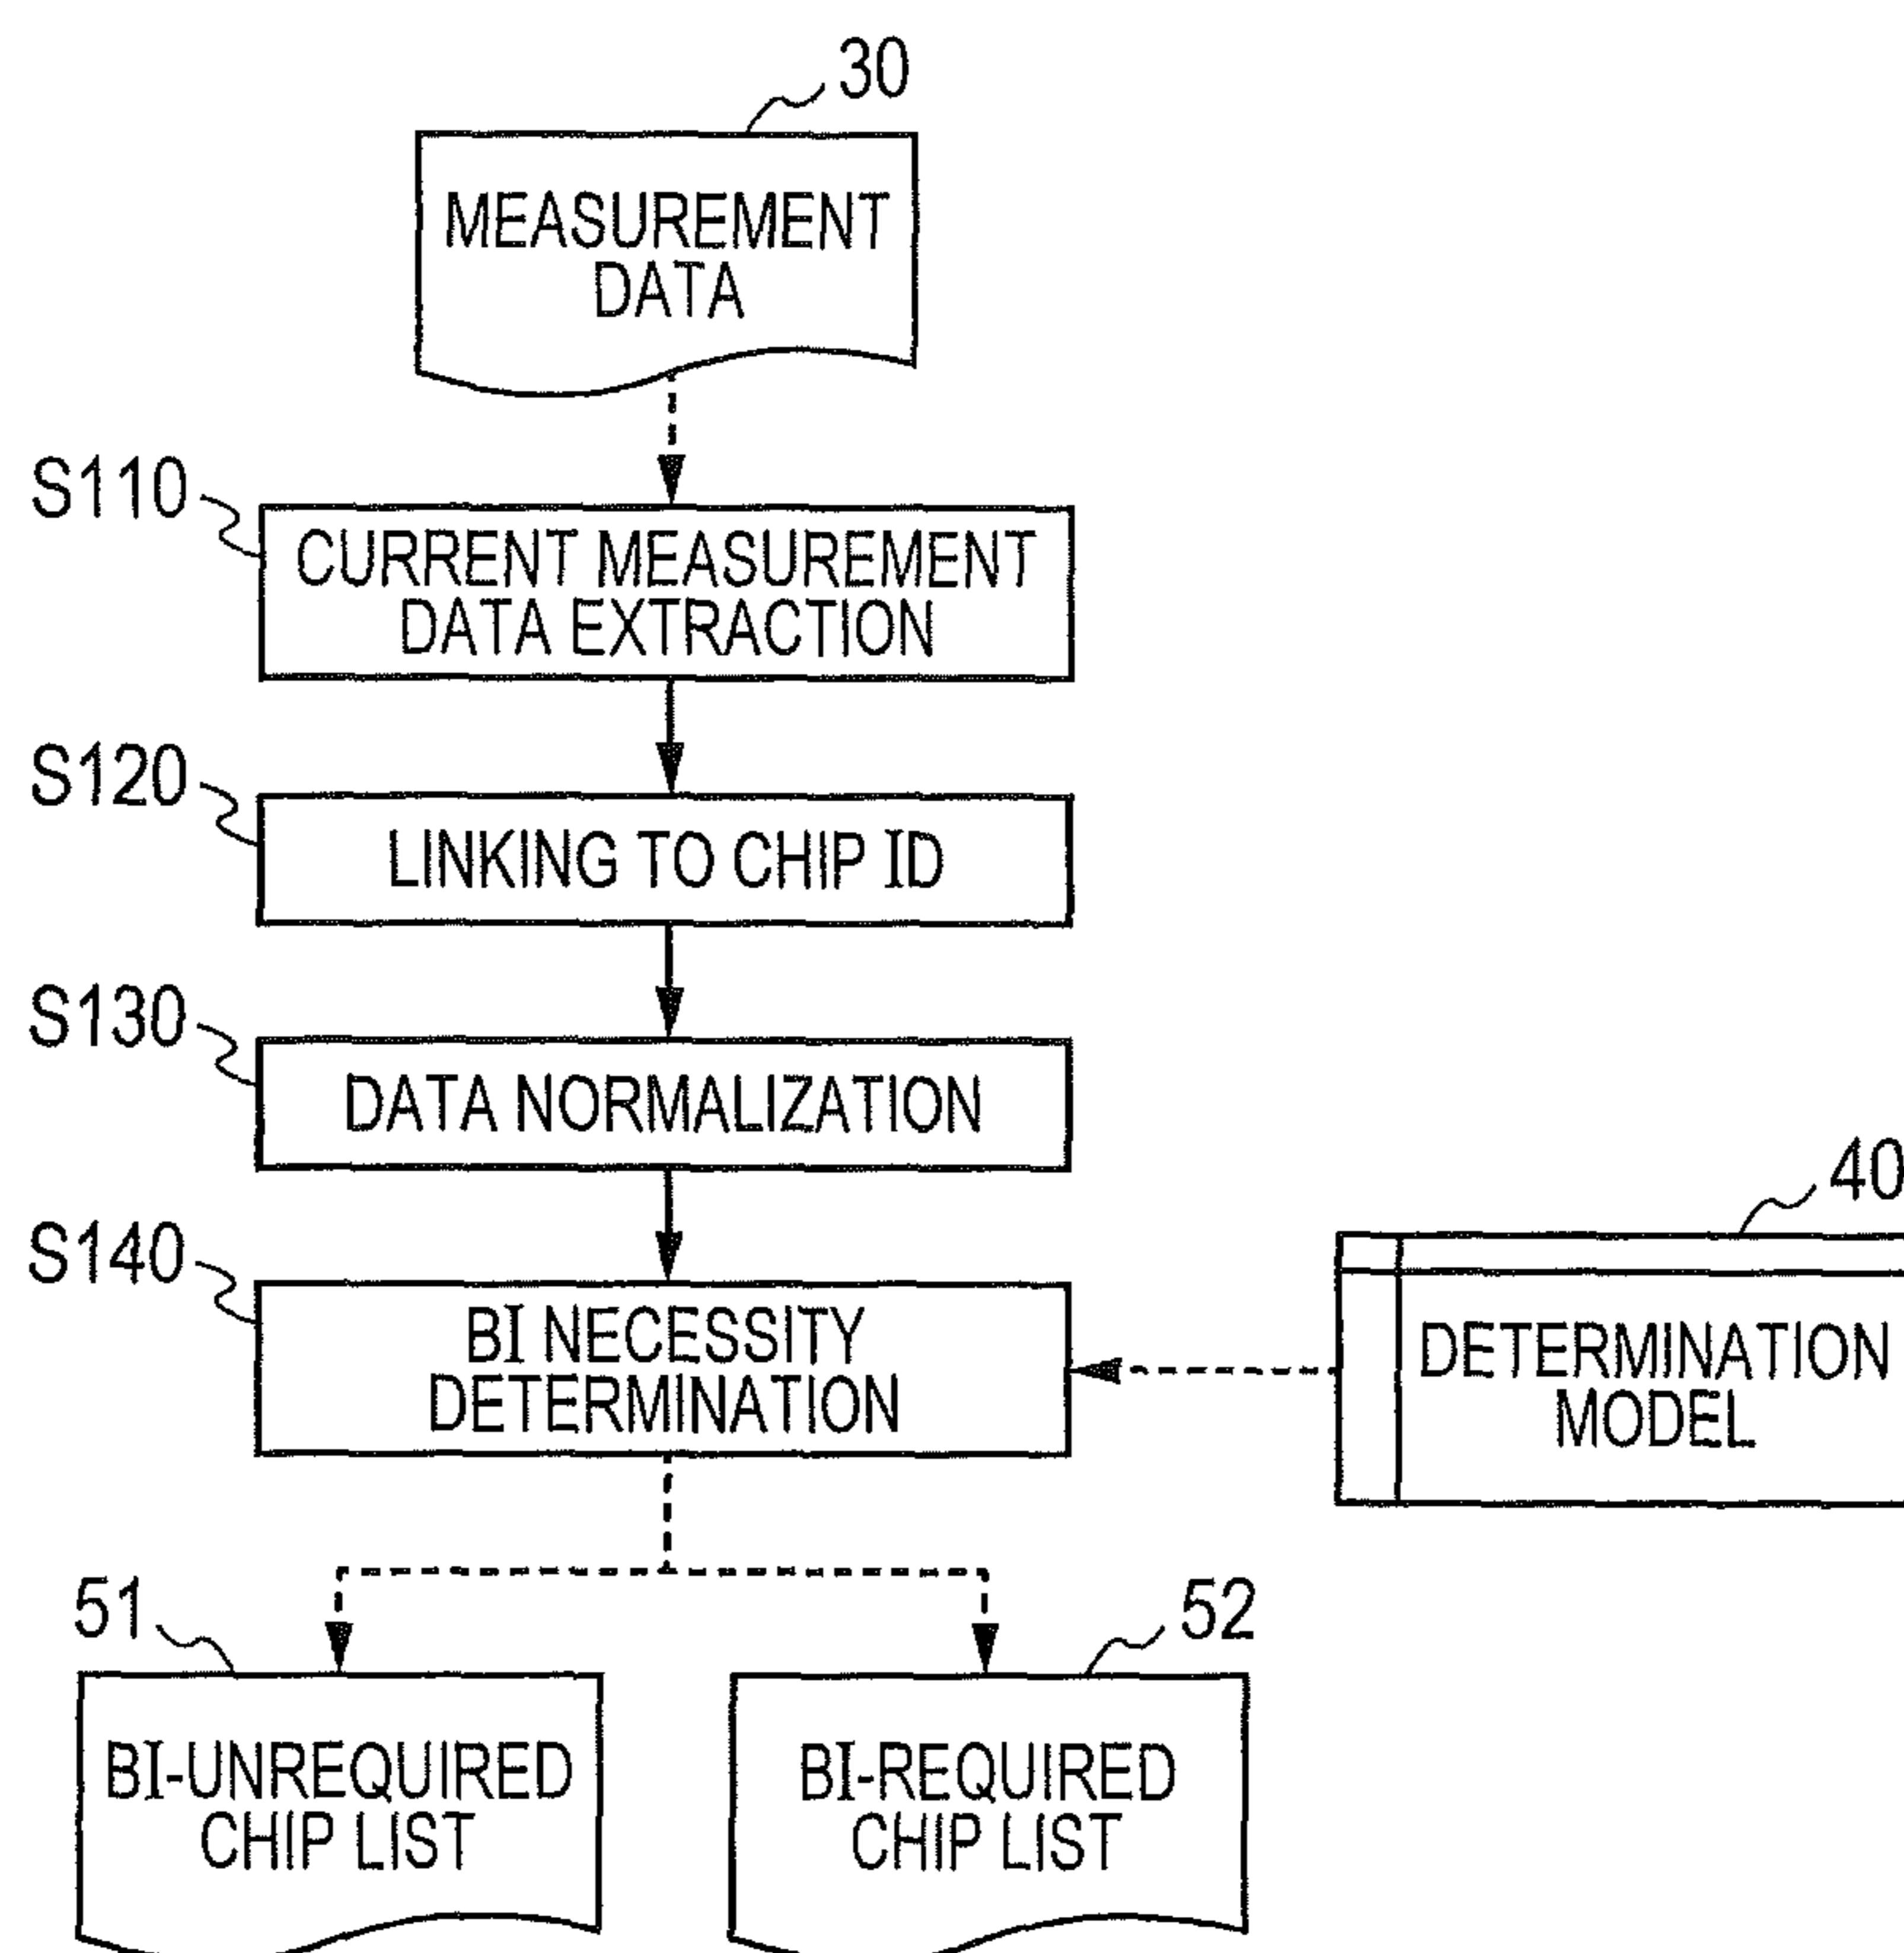 30
MEASUREMENT
DATA
S110
CURRENT MEASUREMENT
DATA EXTRACTION
S120
LINKING TO CHIP ID
S130
DATA NORMALIZATION
40
S140
BI NECESSITY
DETERMINATION
DETERMINATION
MODEL
51
52
BI-UNREQUIRED
CHIP LIST
BI-REQUIRED
CHIP LIST